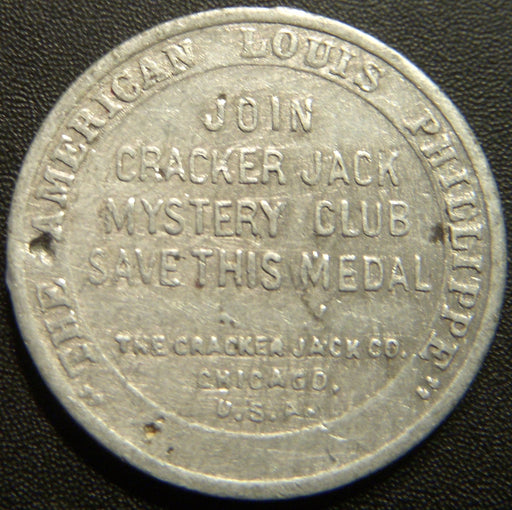 "THE AMERICAN LOUIS PHILLIPPE"
JOIN
CRACKER JACK
MYSTERY CLUB
SAVE THIS MEDAL
THE CRACKER JACK CO.
CHICAGO,
U.S.A.